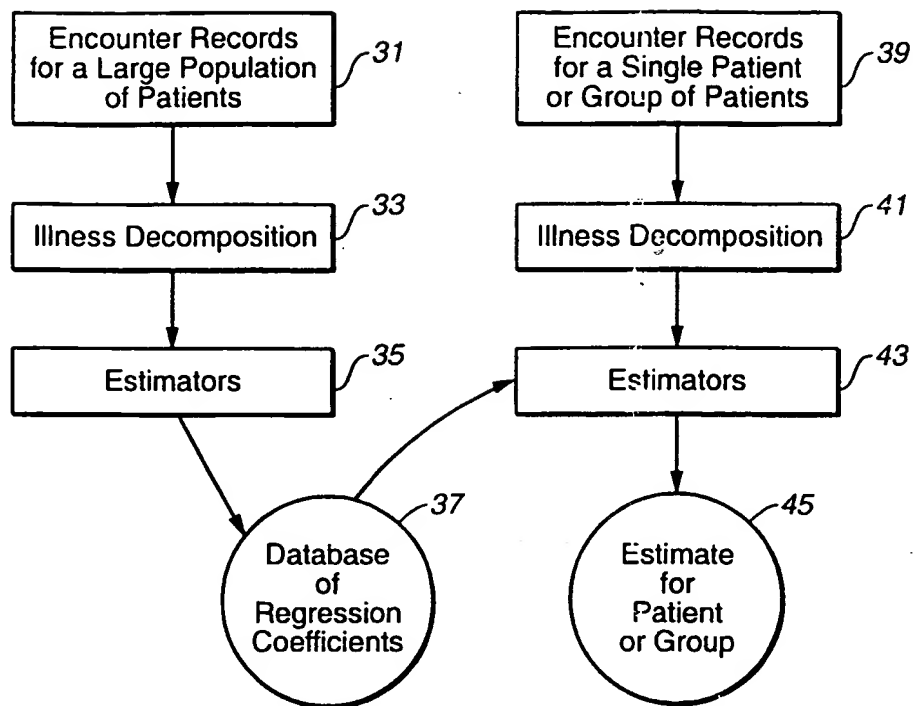 Encounter Records
for a Large Population
of Patients
31
Illness Decomposition
33
Estimators
35
Database
of
Regression
Coefficients
37
Encounter Records
for a Single Patient
or Group of Patients
39
Illness Decomposition
41
Estimators
43
Estimate
for
Patient
or Group
45